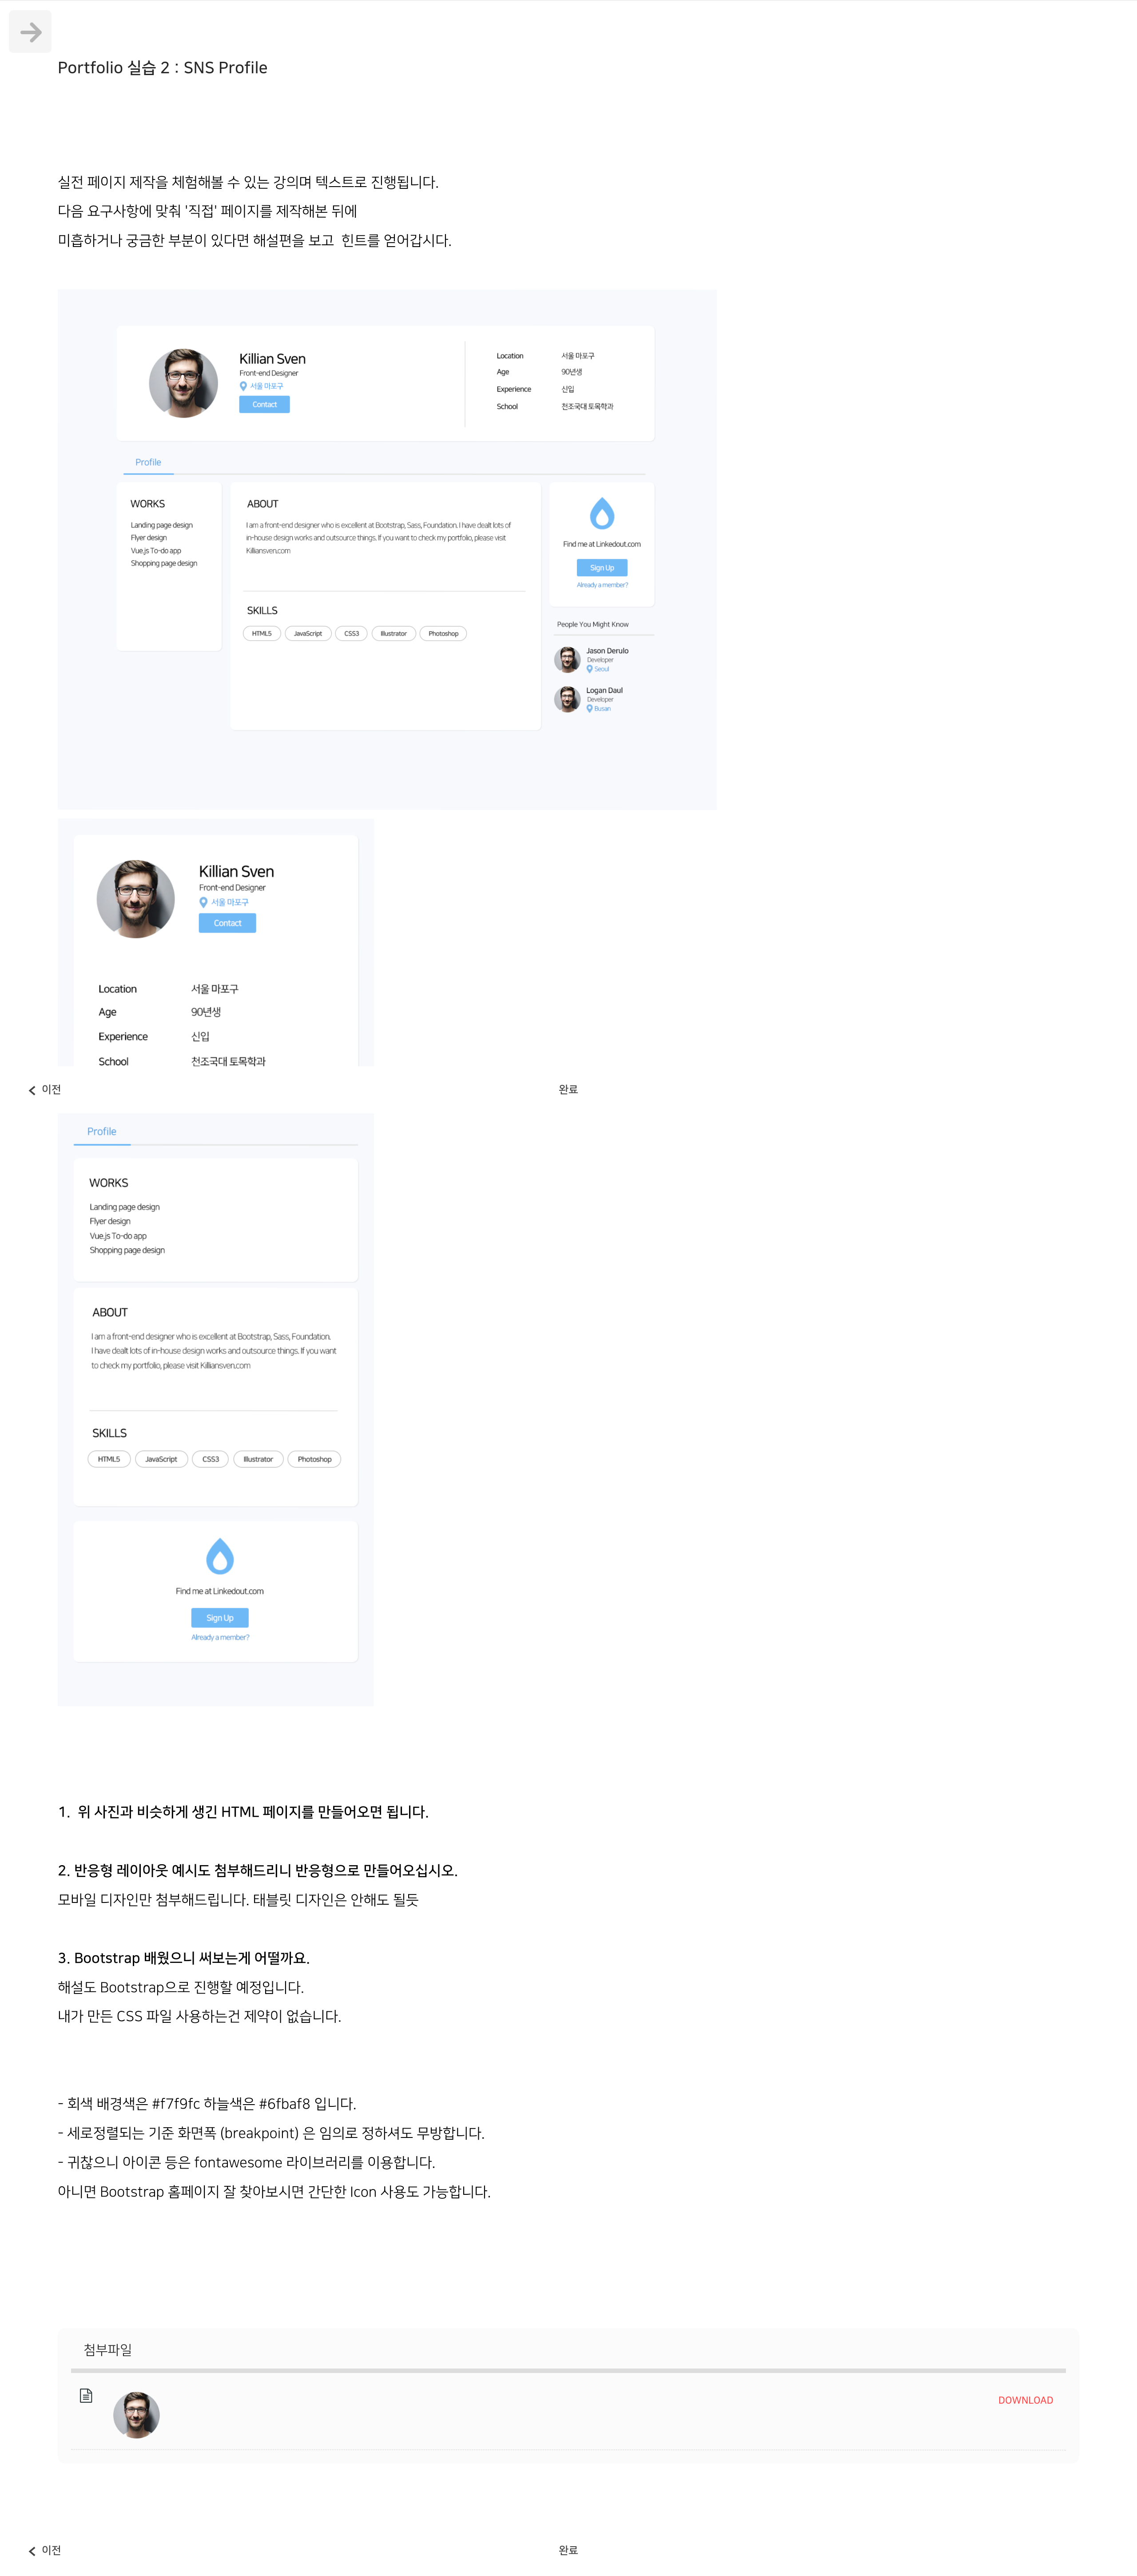 Portfolio 실습 2 : SNS Profile
실전 페이지 제작을 체험해볼 수 있는 강의며 텍스트로 진행됩니다.
다음 요구사항에 맞춰 '직접' 페이지를 제작해본 뒤에
미흡하거나 궁금한 부분이 있다면 해설편을 보고 힌트를 얻어갑시다.
Killian Sven
Front-end Designer
서울 마포구
Contact
Location 서울 마포구
Age 90년생
Experience 신입
School 천조국대 토목학과
Profile
WORKS
Landing page design
Flyer design
Vue.js To-do app
Shopping page design
ABOUT
I am a front-end designer who is excellent at Bootstrap, Sass, Foundation. I have dealt lots of
in-house design works and outsource things. If you want to check my portfolio, please visit
Killiansven.com
SKILLS
HTML5 JavaScript CSS3 Illustrator Photoshop
Find me at Linkedout.com
Sign Up
Already a member?
People You Might Know
Jason Derulo
Developer
Seoul
Logan Daul
Developer
Busan
Killian Sven
Front-end Designer
서울 마포구
Contact
Location 서울 마포구
Age 90년생
Experience 신입
School 천조국대 토목학과
이전 완료
Profile
WORKS
Landing page design
Flyer design
Vue.js To-do app
Shopping page design
ABOUT
I am a front-end designer who is excellent at Bootstrap, Sass, Foundation.
I have dealt lots of in-house design works and outsource things. If you want
to check my portfolio, please visit Killiansven.com
SKILLS
HTML5 JavaScript CSS3 Illustrator Photoshop
Find me at Linkedout.com
Sign Up
Already a member?
1. 위 사진과 비슷하게 생긴 HTML 페이지를 만들어오면 됩니다.
2. 반응형 레이아웃 예시도 첨부해드리니 반응형으로 만들어오십시오.
모바일 디자인만 첨부해드립니다. 태블릿 디자인은 안해도 될듯
3. Bootstrap 배웠으니 써보는게 어떨까요.
해설도 Bootstrap으로 진행할 예정입니다.
내가 만든 CSS 파일 사용하는건 제약이 없습니다.
- 회색 배경색은 #f7f9fc 하늘색은 #6fbaf8 입니다.
- 세로정렬되는 기준 화면폭 (breakpoint) 은 임의로 정하셔도 무방합니다.
- 귀찮으니 아이콘 등은 fontawesome 라이브러리를 이용합니다.
아니면 Bootstrap 홈페이지 잘 찾아보시면 간단한 Icon 사용도 가능합니다.
첨부파일
DOWNLOAD
이전 완료